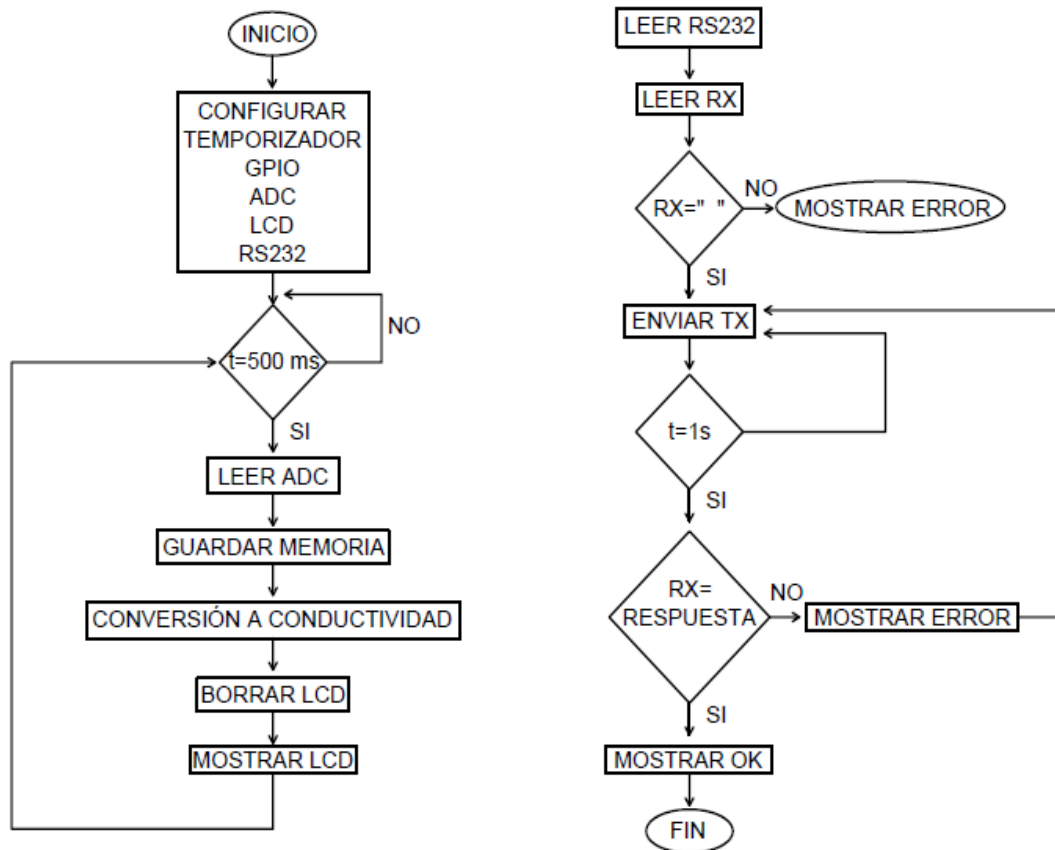 INICIO
CONFIGURAR
TEMPORIZADOR
GPIO
ADC
LCD
RS232
NO
t=500 ms
SI
LEER ADC
GUARDAR MEMORIA
CONVERSIÓN A CONDUCTIVIDAD
BORRAR LCD
MOSTRAR LCD
LEER RS232
LEER RX
RX=" "
NO
MOSTRAR ERROR
SI
ENVIAR TX
t=1s
SI
RX=
RESPUESTA
NO
MOSTRAR ERROR
SI
MOSTRAR OK
FIN